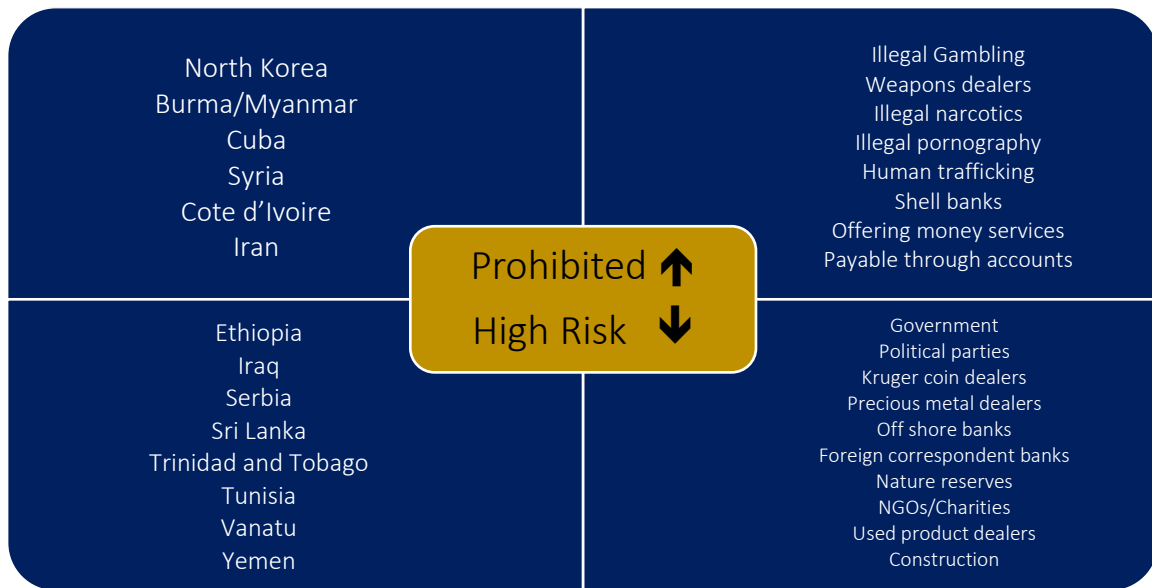 North Korea
Burma/Myanmar
Cuba
Syria
Cote d’Ivoire
Iran
Illegal Gambling
Weapons dealers
Illegal narcotics
Illegal pornography
Human trafficking
Shell banks
Offering money services
Payable through accounts
Prohibited ↑
High Risk ↓
Ethiopia
Iraq
Serbia
Sri Lanka
Trinidad and Tobago
Tunisia
Vanatu
Yemen
Government
Political parties
Kruger coin dealers
Precious metal dealers
Off shore banks
Foreign correspondent banks
Nature reserves
NGOs/Charities
Used product dealers
Construction